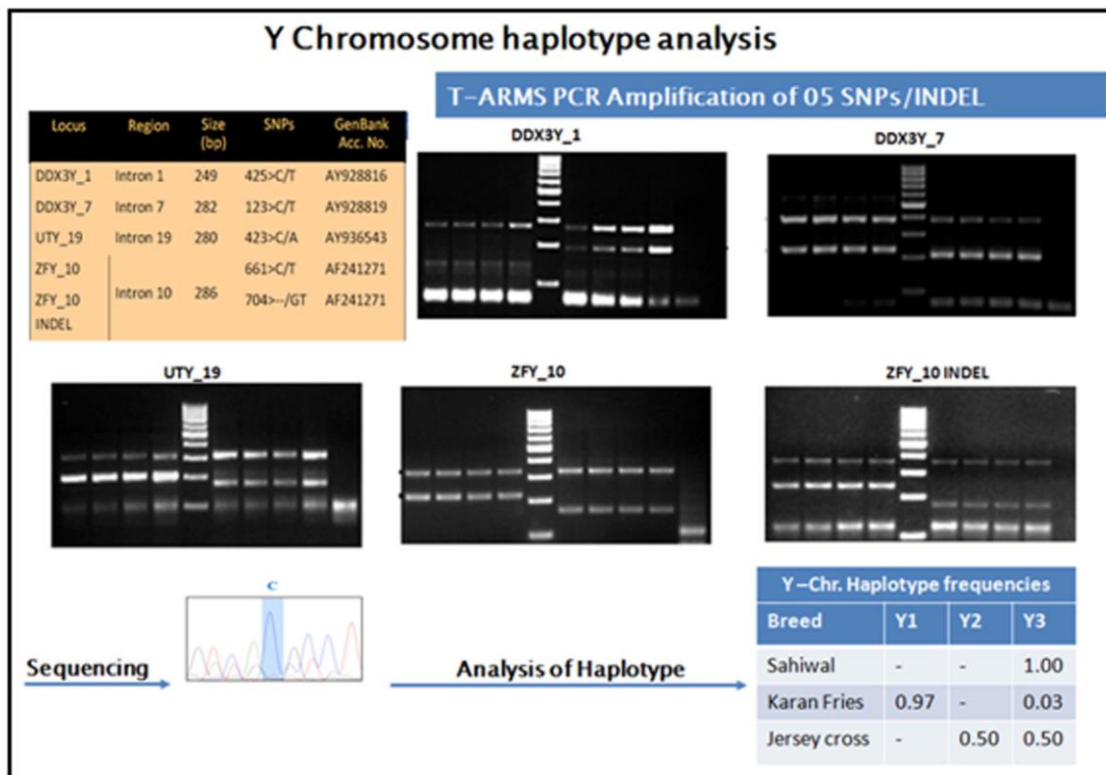 Y Chromosome haplotype analysis
T-ARMS PCR Amplification of 05 SNPs/INDEL
Locus Region Size (bp) SNPs GenBank Acc. No.
DDX3Y_1 Intron 1 249 425>C/T AY928816
DDX3Y_7 Intron 7 282 123>C/T AY928819
UTY_19 Intron 19 280 423>C/A AY936543
ZFY_10 Intron 10 286 661>C/T AF241271
ZFY_10 INDEL 704>--/GT AF241271
DDX3Y_1
DDX3Y_7
UTY_19
ZFY_10
ZFY_10 INDEL
Sequencing
C
Analysis of Haplotype
Y-Chr. Haplotype frequencies
Breed Y1 Y2 Y3
Sahiwal - - 1.00
Karan Fries 0.97 - 0.03
Jersey cross - 0.50 0.50